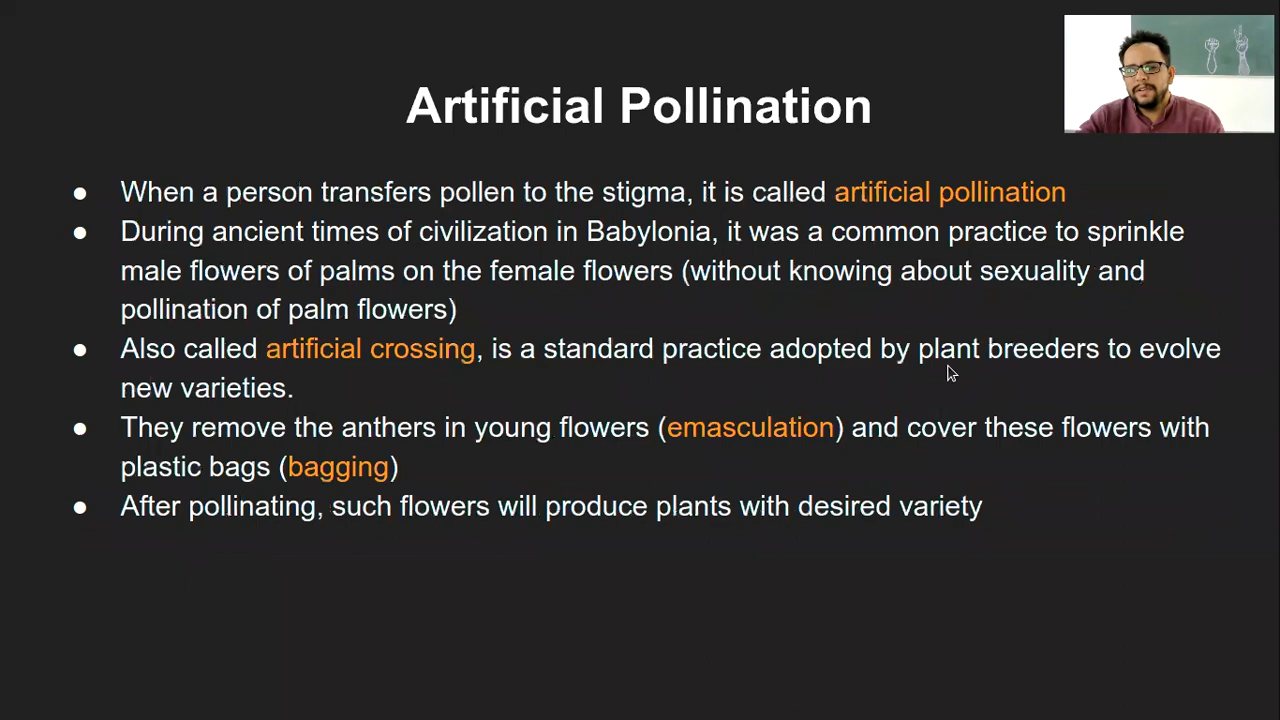 Artificial Pollination
● When a person transfers pollen to the stigma, it is called artificial pollination
● During ancient times of civilization in Babylonia, it was a common practice to sprinkle
male flowers of palms on the female flowers (without knowing about sexuality and
pollination of palm flowers)
● Also called artificial crossing, is a standard practice adopted by plant breeders to evolve
new varieties.
● They remove the anthers in young flowers (emasculation) and cover these flowers with
plastic bags (bagging)
● After pollinating, such flowers will produce plants with desired variety